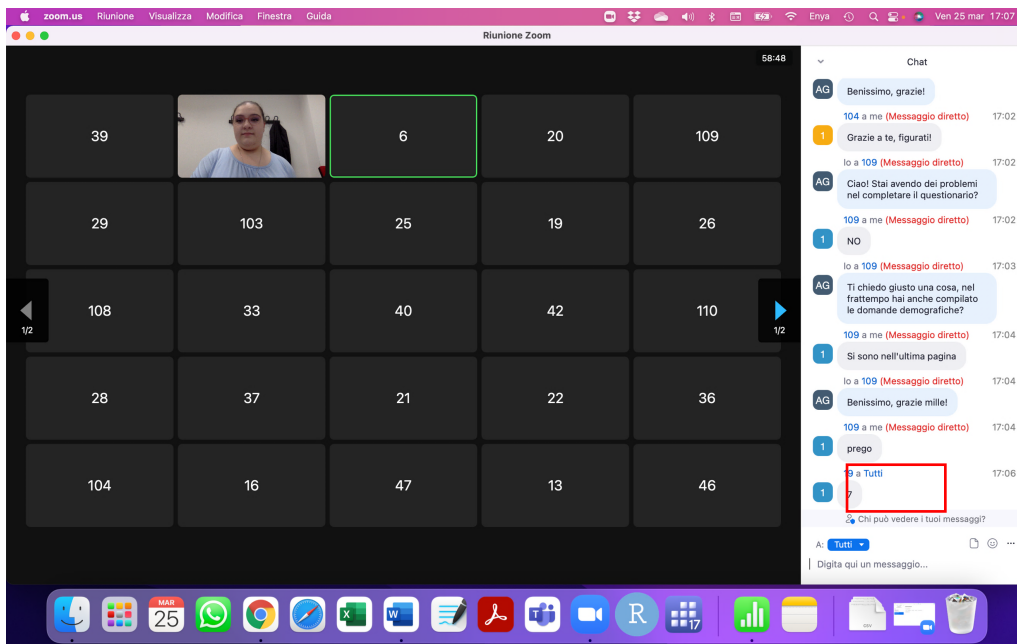 zoom.us Riunione Visualizza Modifica Finestra Guida Enya Ven 25 mar 17:07
Riunione Zoom
58:48
39 6 20 109
29 103 25 19 26
108 33 40 42 110
1/2 1/2
28 37 21 22 36
104 16 47 13 46
Chat
AG Benissimo, grazie!
104 a me (Messaggio diretto) 17:02
1 Grazie a te, figurati!
Io a 109 (Messaggio diretto) 17:02
AG Ciao! Stai avendo dei problemi
nel completare il questionario?
109 a me (Messaggio diretto) 17:02
1 NO
Io a 109 (Messaggio diretto) 17:03
AG Ti chiedo giusto una cosa, nel
frattempo hai anche compilato
le domande demografiche?
109 a me (Messaggio diretto) 17:04
1 Si sono nell'ultima pagina
Io a 109 (Messaggio diretto) 17:04
AG Benissimo, grazie mille!
109 a me (Messaggio diretto) 17:04
1 prego
19 a Tutti 17:06
1 7
Chi può vedere i tuoi messaggi?
A: Tutti
Digita qui un messaggio...
MAR
25 X W R 17